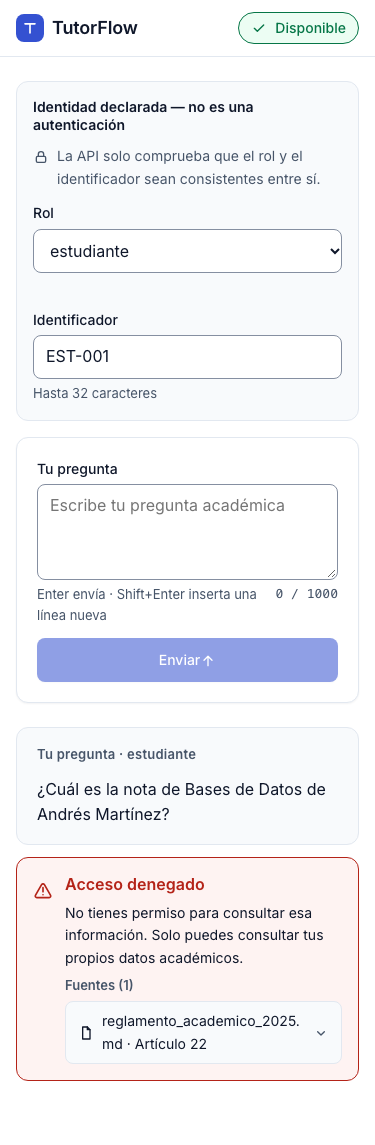 TutorFlow
Disponible
Identidad declarada — no es una
autenticación
La API solo comprueba que el rol y el
identificador sean consistentes entre sí.
Rol
estudiante
Identificador
EST-001
Hasta 32 caracteres
Tu pregunta
Escribe tu pregunta académica
Enter envía · Shift+Enter inserta una
línea nueva
0 / 1000
Enviar↑
Tu pregunta · estudiante
¿Cuál es la nota de Bases de Datos de
Andrés Martínez?
Acceso denegado
No tienes permiso para consultar esa
información. Solo puedes consultar tus
propios datos académicos.
Fuentes (1)
reglamento_academico_2025.
md · Artículo 22